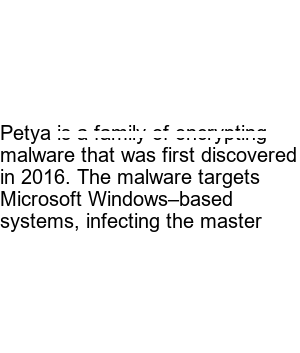 Petya is a family of encrypting
malware that was first discovered
in 2016. The malware targets
Microsoft Windows–based
systems, infecting the master